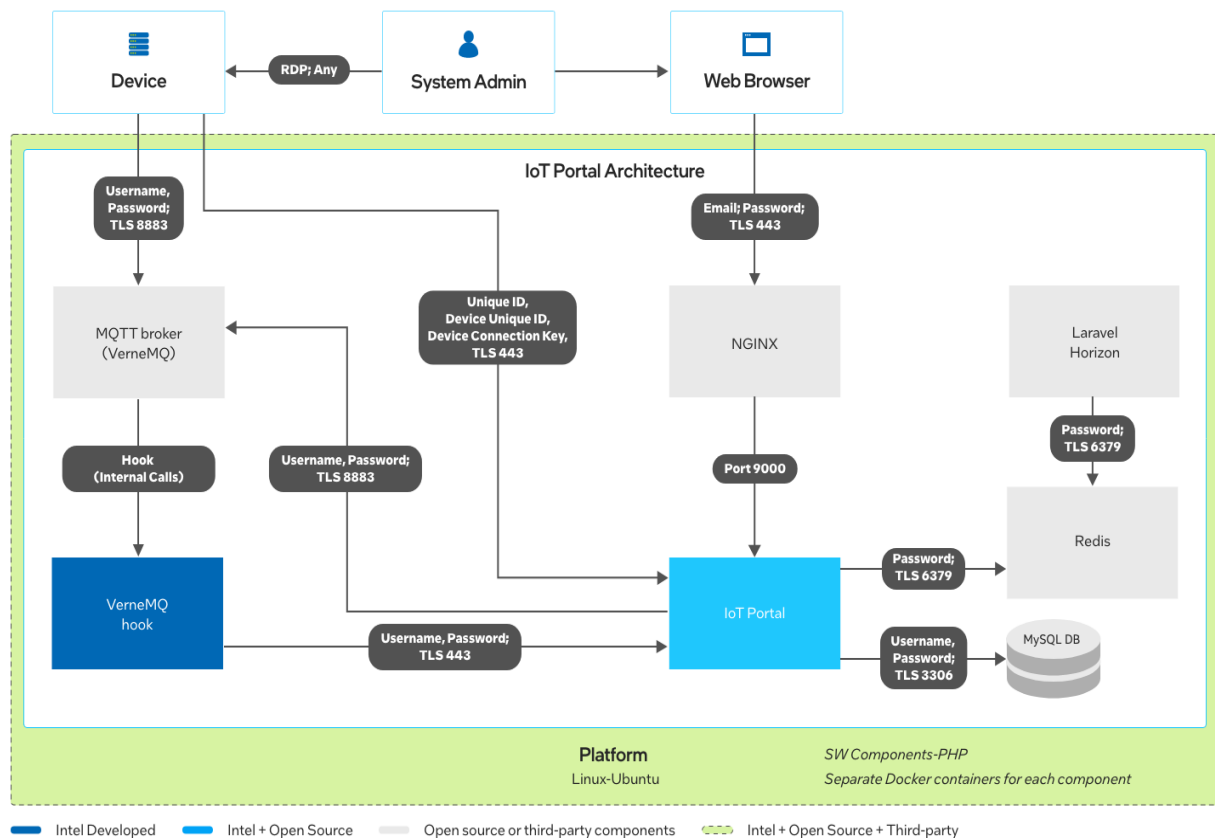 Device
RDP; Any
System Admin
Web Browser
IoT Portal Architecture
Username,
Password;
TLS 8883
Email; Password;
TLS 443
Unique ID,
Device Unique ID,
Device Connection Key,
TLS 443
MQTT broker
(VerneMQ)
NGINX
Laravel
Horizon
Hook
(Internal Calls)
Username, Password;
TLS 8883
Port 9000
Password;
TLS 6379
VerneMQ
hook
Username, Password;
TLS 443
IoT Portal
Password;
TLS 6379
Redis
Username,
Password;
TLS 3306
MySQL DB
Platform
Linux-Ubuntu
SW Components-PHP
Separate Docker containers for each component
Intel Developed
Intel + Open Source
Open source or third-party components
Intel + Open Source + Third-party